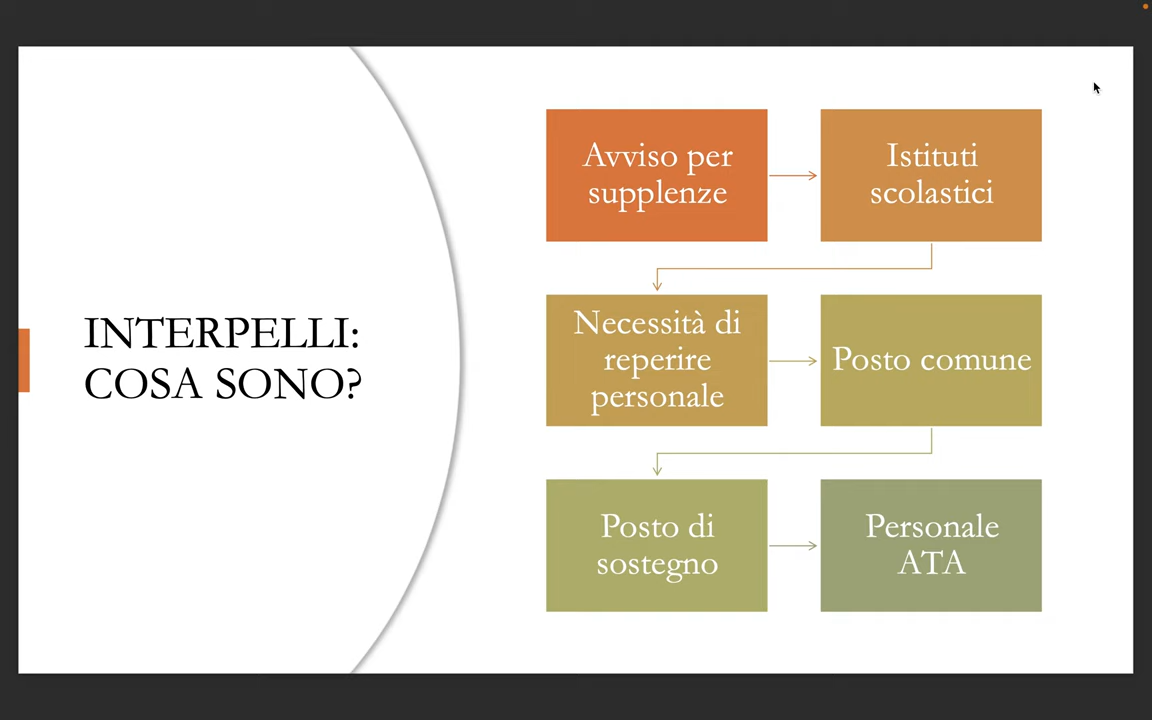 INTERPELLI:
COSA SONO?
Avviso per
supplenze
Istituti
scolastici
Necessità di
reperire
personale
Posto comune
Posto di
sostegno
Personale
ATA